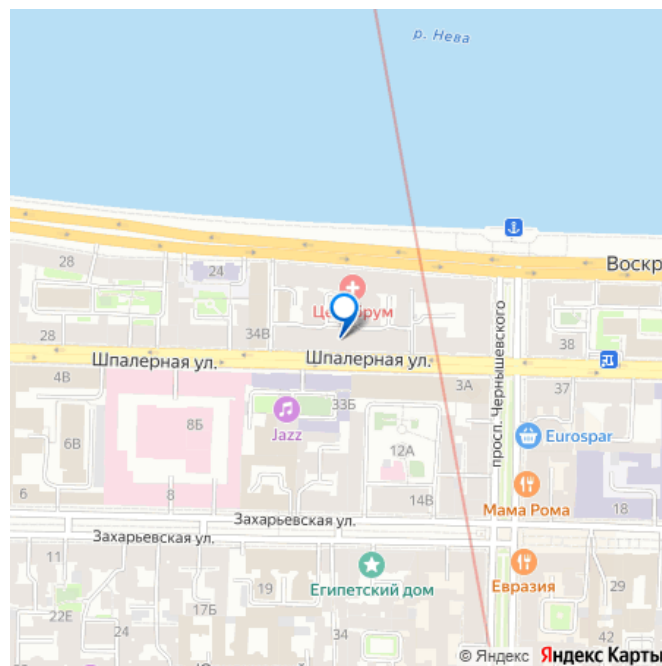 р. Нева
28
24
Воскр
34В
28
Шпалерная ул.
Шпалерная ул.
38
4В
3А
37
8Б
33Б
Jazz
просп. Чернышевского
Eurospar
6В
12А
6
8
14В
Мама Рома
18
Захарьевская ул.
Захарьевская ул.
11
Египетский дом
Евразия
19
29
22Е
17Б
24
34
42
© Яндекс Яндекс Карты